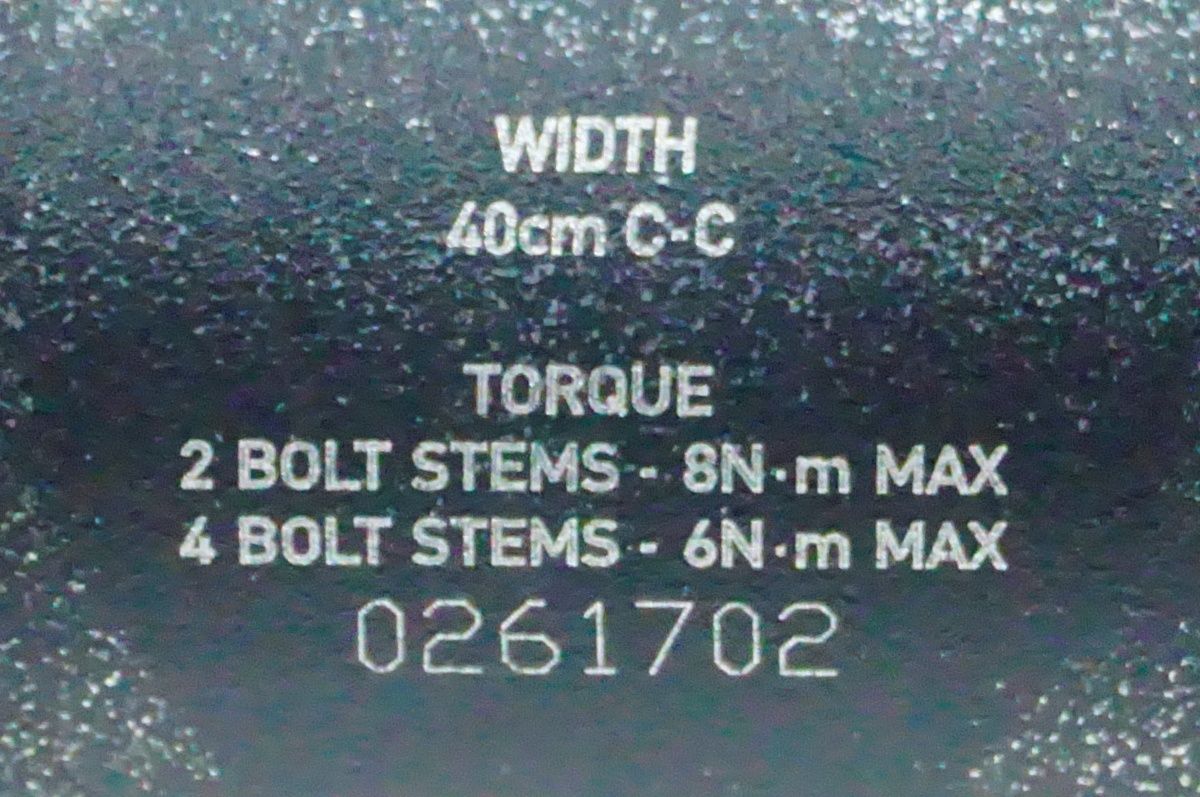 WIDTH
40cm C-C
TORQUE
2 BOLT STEMS - 8N·m MAX
4 BOLT STEMS - 6N·m MAX
0261702